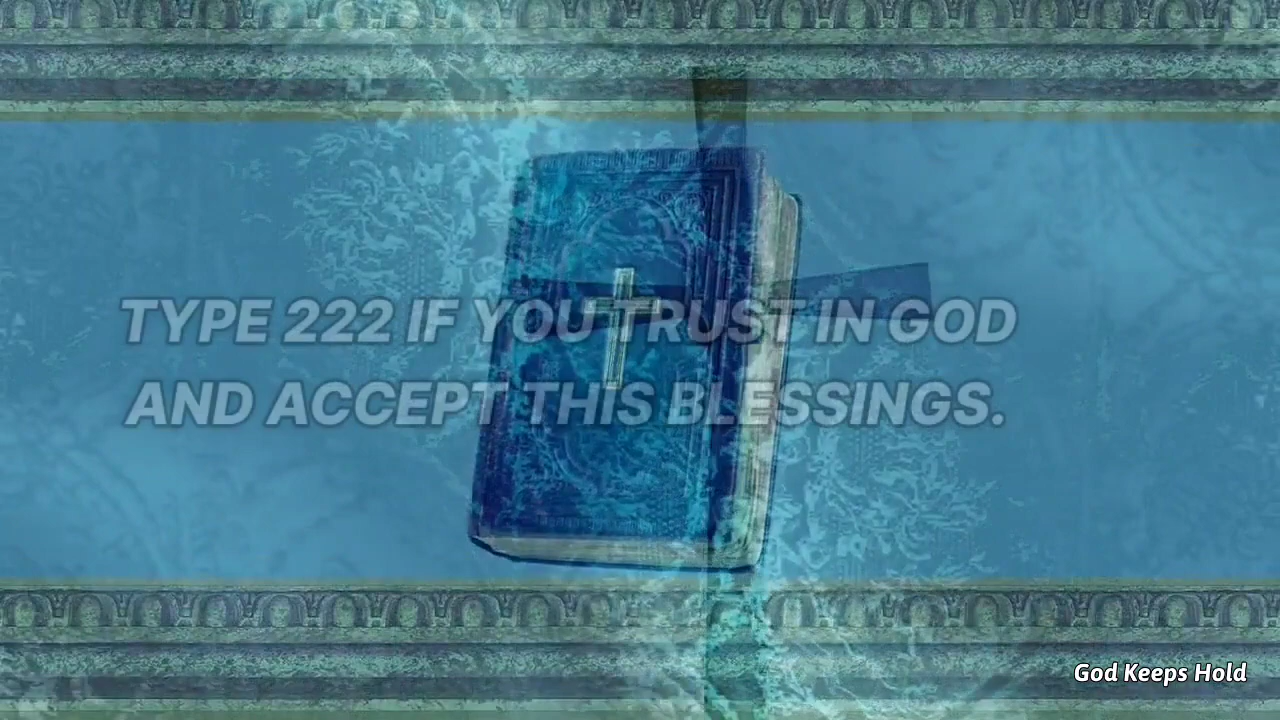 TYPE 222 IF YOU TRUST IN GOD
AND ACCEPT THIS BLESSINGS.
God Keeps Hold